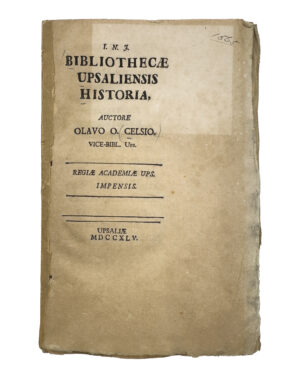 I. N. J.
BIBLIOTHECÆ
UPSALIENSIS
HISTORIA,
AUCTORE
OLAVO O. CELSIO,
VICE-BIBL. UPS.
REGIÆ ACADEMIÆ UPS.
IMPENSIS.
UPSALIÆ
MDCCXLV.